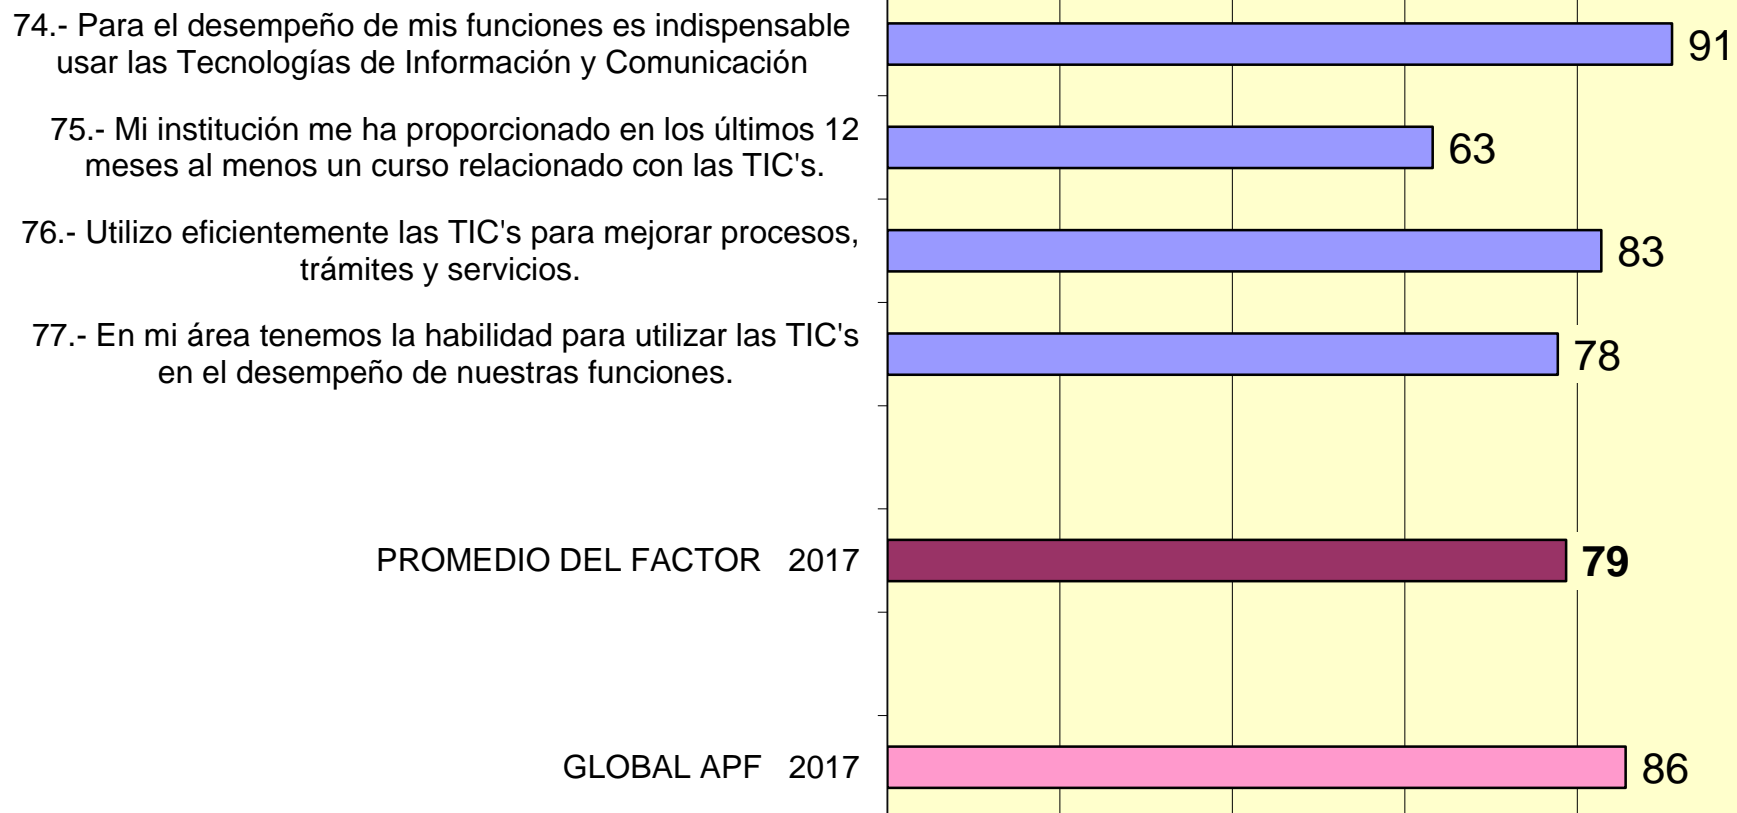 74.- Para el desempeño de mis funciones es indispensable
usar las Tecnologías de Información y Comunicación
91
75.- Mi institución me ha proporcionado en los últimos 12
meses al menos un curso relacionado con las TIC's.
63
76.- Utilizo eficientemente las TIC's para mejorar procesos,
trámites y servicios.
83
77.- En mi área tenemos la habilidad para utilizar las TIC's
en el desempeño de nuestras funciones.
78
PROMEDIO DEL FACTOR 2017
79
GLOBAL APF 2017
86